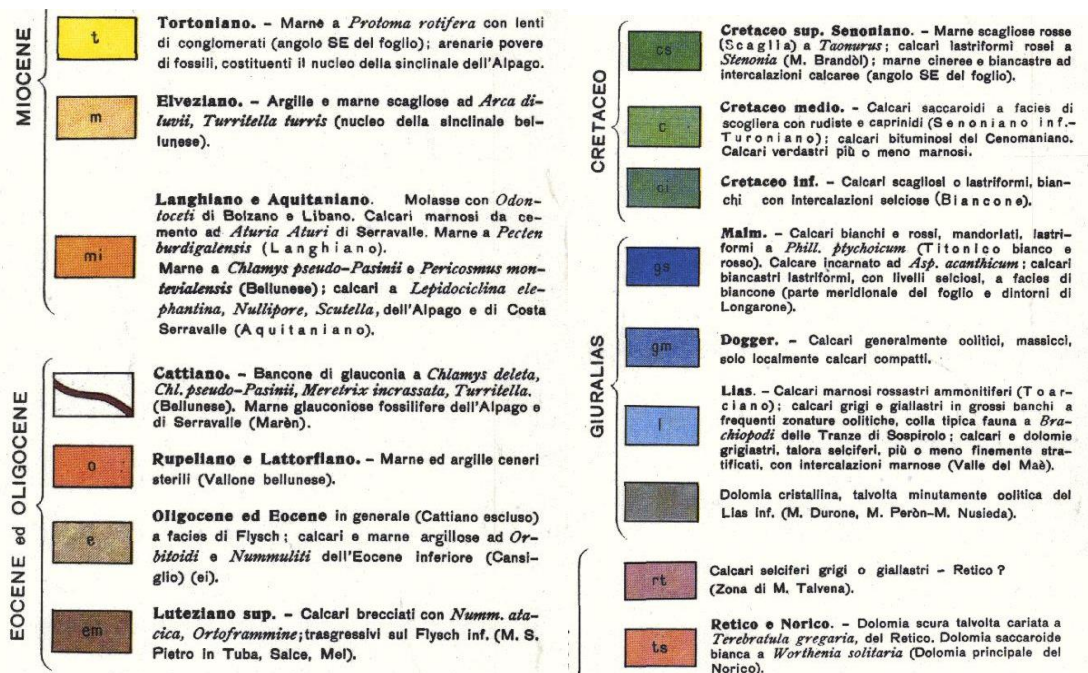 MIOCENE
t
Tortoniano. – Marne a Protoma rotifera con lenti
di conglomerati (angolo SE del foglio); arenarie povere
di fossili, costituenti il nucleo della sinclinale dell'Alpago.
m
Elveziano. – Argille e marne scagliose ad Arca di-
luvii, Turritella turris (nucleo della sinclinale bel-
lunese).
mi
Langhiano e Aquitaniano. Molasse con Odon-
toceti di Bolzano e Libano. Calcari marnosi da ce-
mento ad Aturia Aturi di Serravalle. Marne a Pecten
burdigalensis (Langhiano).
Marne a Chlamys pseudo-Pasinii e Pericosmus mon-
tevialensis (Bellunese); calcari a Lepidociclina ele-
phantina, Nullipore, Scutella, dell'Alpago e di Costa
Serravalle (Aquitaniano).
EOCENE ed OLIGOCENE
Cattiano. – Bancone di glauconia a Chlamys deleta,
Chl. pseudo-Pasinii, Meretrix incrassata, Turritella.
(Bellunese). Marne glauconiose fossilifere dell'Alpago e
di Serravalle (Marèn).
o
Rupeliano e Lattorfiano. – Marne ed argille ceneri
sterili (Vallone bellunese).
e
Oligocene ed Eocene in generale (Cattiano escluso)
a facies di Flysch; calcari e marne argillose ad Or-
bitoidi e Nummuliti dell'Eocene inferiore (Cansi-
glio) (ei).
em
Luteziano sup. – Calcari brecciati con Numm. ata-
cica, Ortoframmine; trasgressivi sul Flysch inf. (M. S.
Pietro in Tuba, Salce, Mel).
CRETACEO
cs
Cretaceo sup. Senoniano. – Marne scagliose rosse
(Scaglia) a Taonurus; calcari lastriformi rosei a
Stenonia (M. Brandòl); marne cineree e biancastre ad
intercalazioni calcaree (angolo SE del foglio).
c
Cretaceo medio. – Calcari saccaroidi a facies di
scogliera con rudiste e caprinidi (Senoniano inf.-
Turoniano); calcari bituminosi del Cenomaniano.
Calcari verdastri più o meno marnosi.
ci
Cretaceo inf. – Calcari scagliosi o lastriformi, bian-
chi con intercalazioni selciose (Biancone).
GIURALIAS
gs
Malm. – Calcari bianchi e rossi, mandorlati, lastri-
formi a Phill. ptychoicum (Titonico bianco e
rosso). Calcare incarnato ad Asp. acanthicum; calcari
biancastri lastriformi, con livelli selciosi, a facies di
biancone (parte meridionale del foglio e dintorni di
Longarone).
gm
Dogger. – Calcari generalmente oolitici, massicci,
solo localmente calcari compatti.
l
Lias. – Calcari marnosi rossastri ammonitiferi (Toar-
ciano); calcari grigi e giallastri in grossi banchi a
frequenti zonature oolitiche, colla tipica fauna a Bra-
chiopodi delle Tranze di Sospirolo; calcari e dolomie
grigiastri, talora selciferi, più o meno finemente stra-
tificati, con intercalazioni marnose (Valle del Maè).
Dolomia cristallina, talvolta minutamente oolitica del
Lias inf. (M. Durone, M. Peròn–M. Nusieda).
rt
Calcari selciferi grigi o giallastri – Retico ?
(Zona di M. Talvena).
ts
Retico e Norico. – Dolomia scura talvolta cariata a
Terebratula gregaria, del Retico. Dolomia saccaroide
bianca a Worthenia solitaria (Dolomia principale del
Norico).